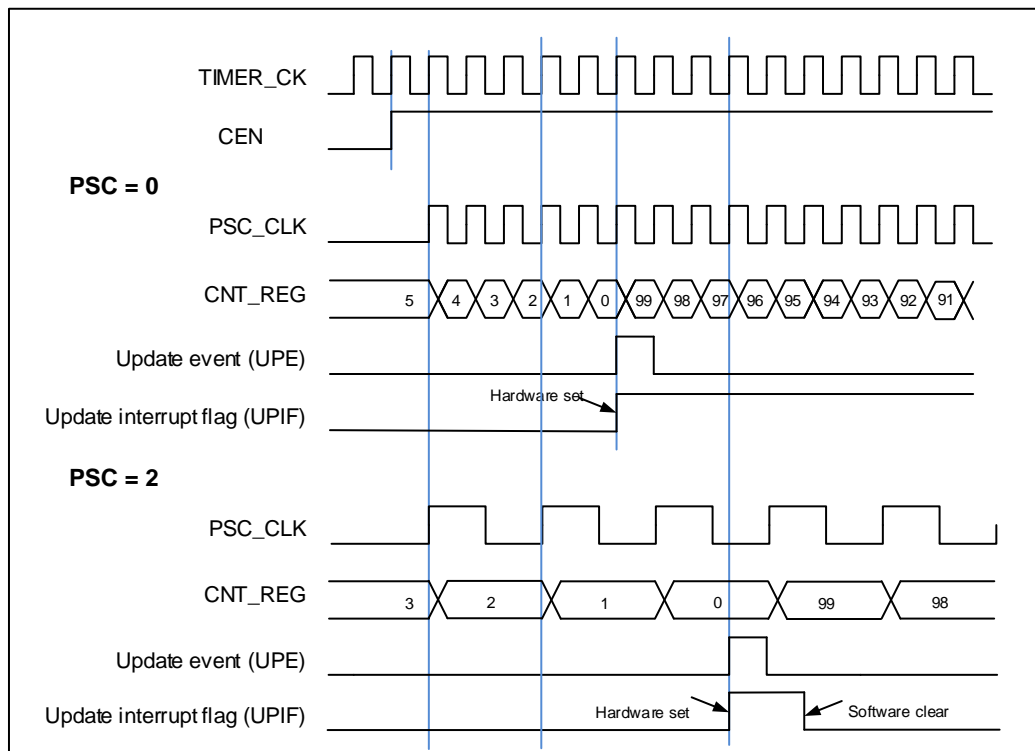 TIMER_CK
CEN
PSC = 0
PSC_CLK
CNT_REG 5 4 3 2 1 0 99 98 97 96 95 94 93 92 91
Update event (UPE)
Hardware set
Update interrupt flag (UPIF)
PSC = 2
PSC_CLK
CNT_REG 3 2 1 0 99 98
Update event (UPE)
Update interrupt flag (UPIF) Hardware set Software clear